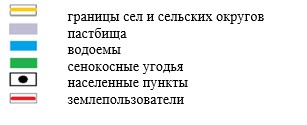 границы сел и сельских округов
пастбища
водоемы
сенокосные угодья
населенные пункты
землепользователи